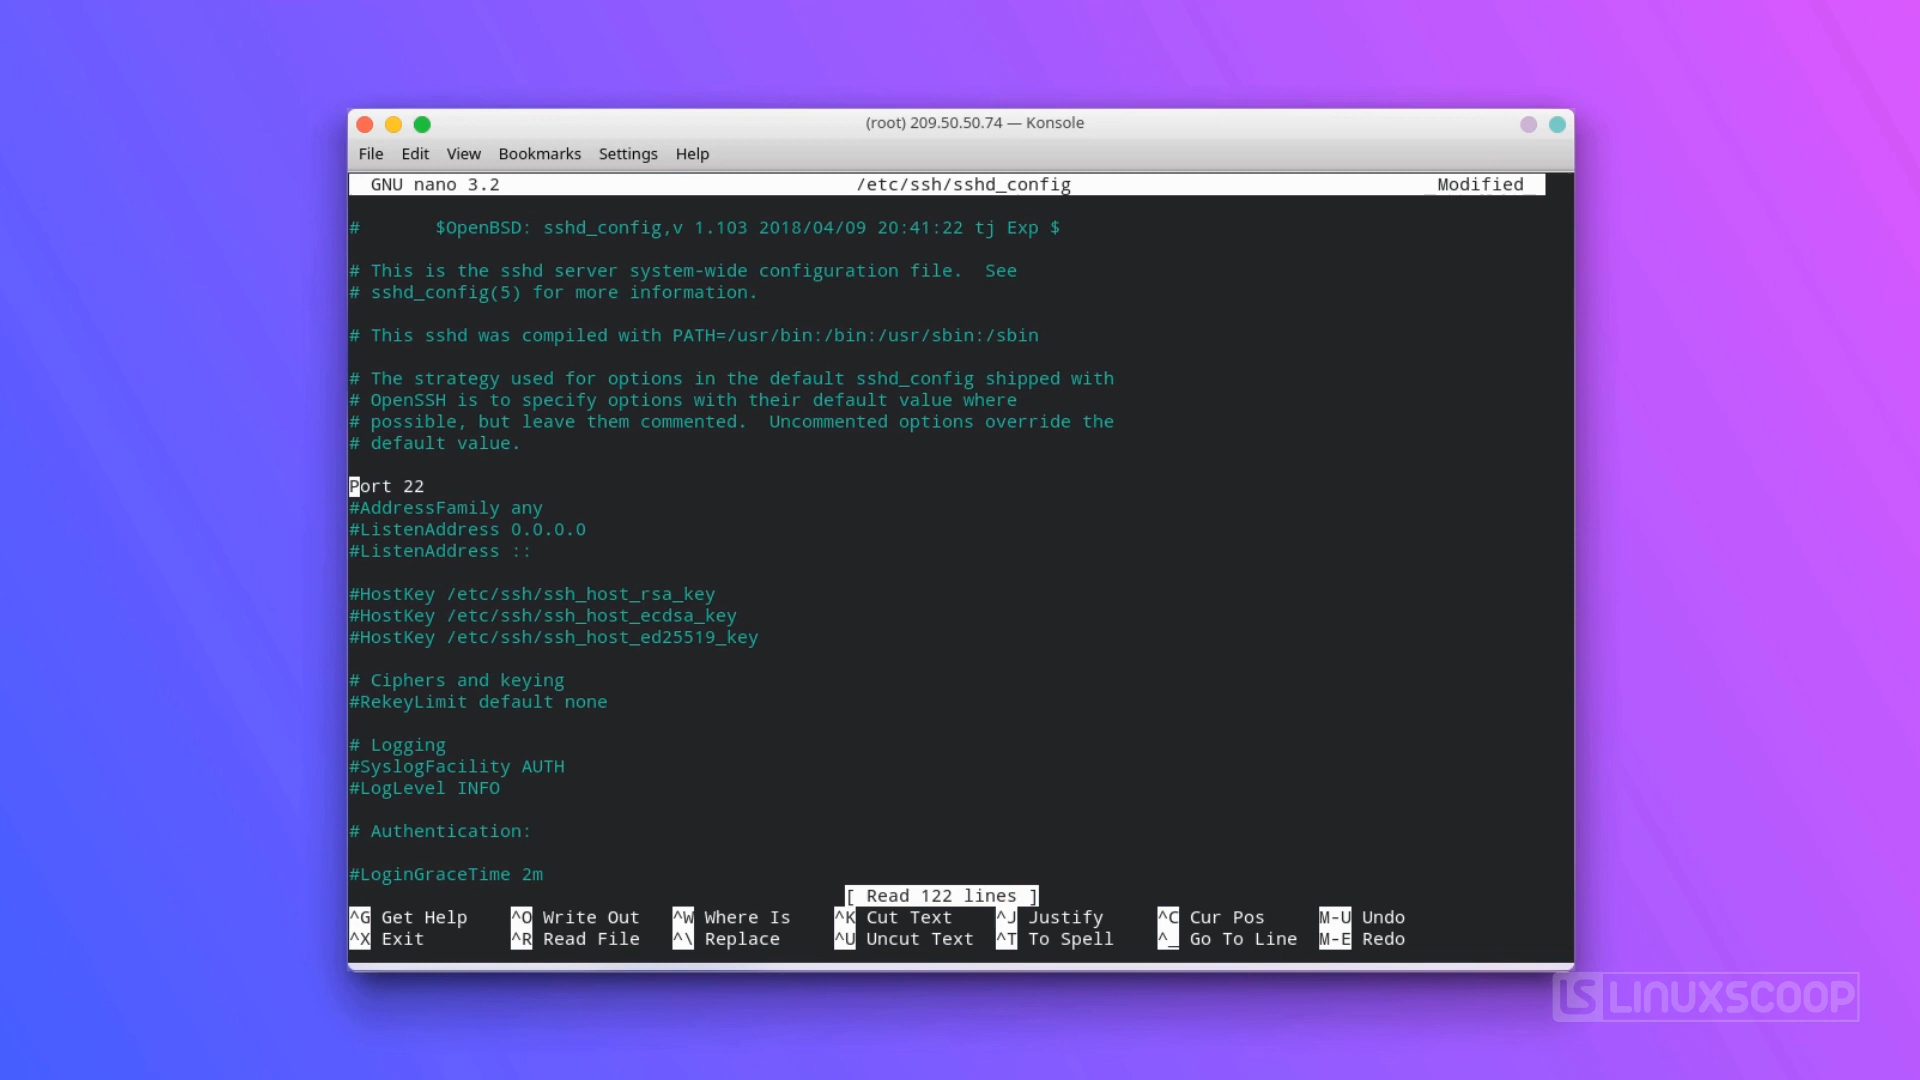 (root) 209.50.50.74 — Konsole
File Edit View Bookmarks Settings Help
GNU nano 3.2 /etc/ssh/sshd_config Modified
# $OpenBSD: sshd_config,v 1.103 2018/04/09 20:41:22 tj Exp $
# This is the sshd server system-wide configuration file.  See
# sshd_config(5) for more information.
# This sshd was compiled with PATH=/usr/bin:/bin:/usr/sbin:/sbin
# The strategy used for options in the default sshd_config shipped with
# OpenSSH is to specify options with their default value where
# possible, but leave them commented.  Uncommented options override the
# default value.
Port 22
#AddressFamily any
#ListenAddress 0.0.0.0
#ListenAddress ::
#HostKey /etc/ssh/ssh_host_rsa_key
#HostKey /etc/ssh/ssh_host_ecdsa_key
#HostKey /etc/ssh/ssh_host_ed25519_key
# Ciphers and keying
#RekeyLimit default none
# Logging
#SyslogFacility AUTH
#LogLevel INFO
# Authentication:
#LoginGraceTime 2m
[ Read 122 lines ]
^G Get Help ^O Write Out ^W Where Is ^K Cut Text ^J Justify ^C Cur Pos M-U Undo
^X Exit ^R Read File ^\ Replace ^U Uncut Text ^T To Spell ^_ Go To Line M-E Redo
LS LINUXSCOOP